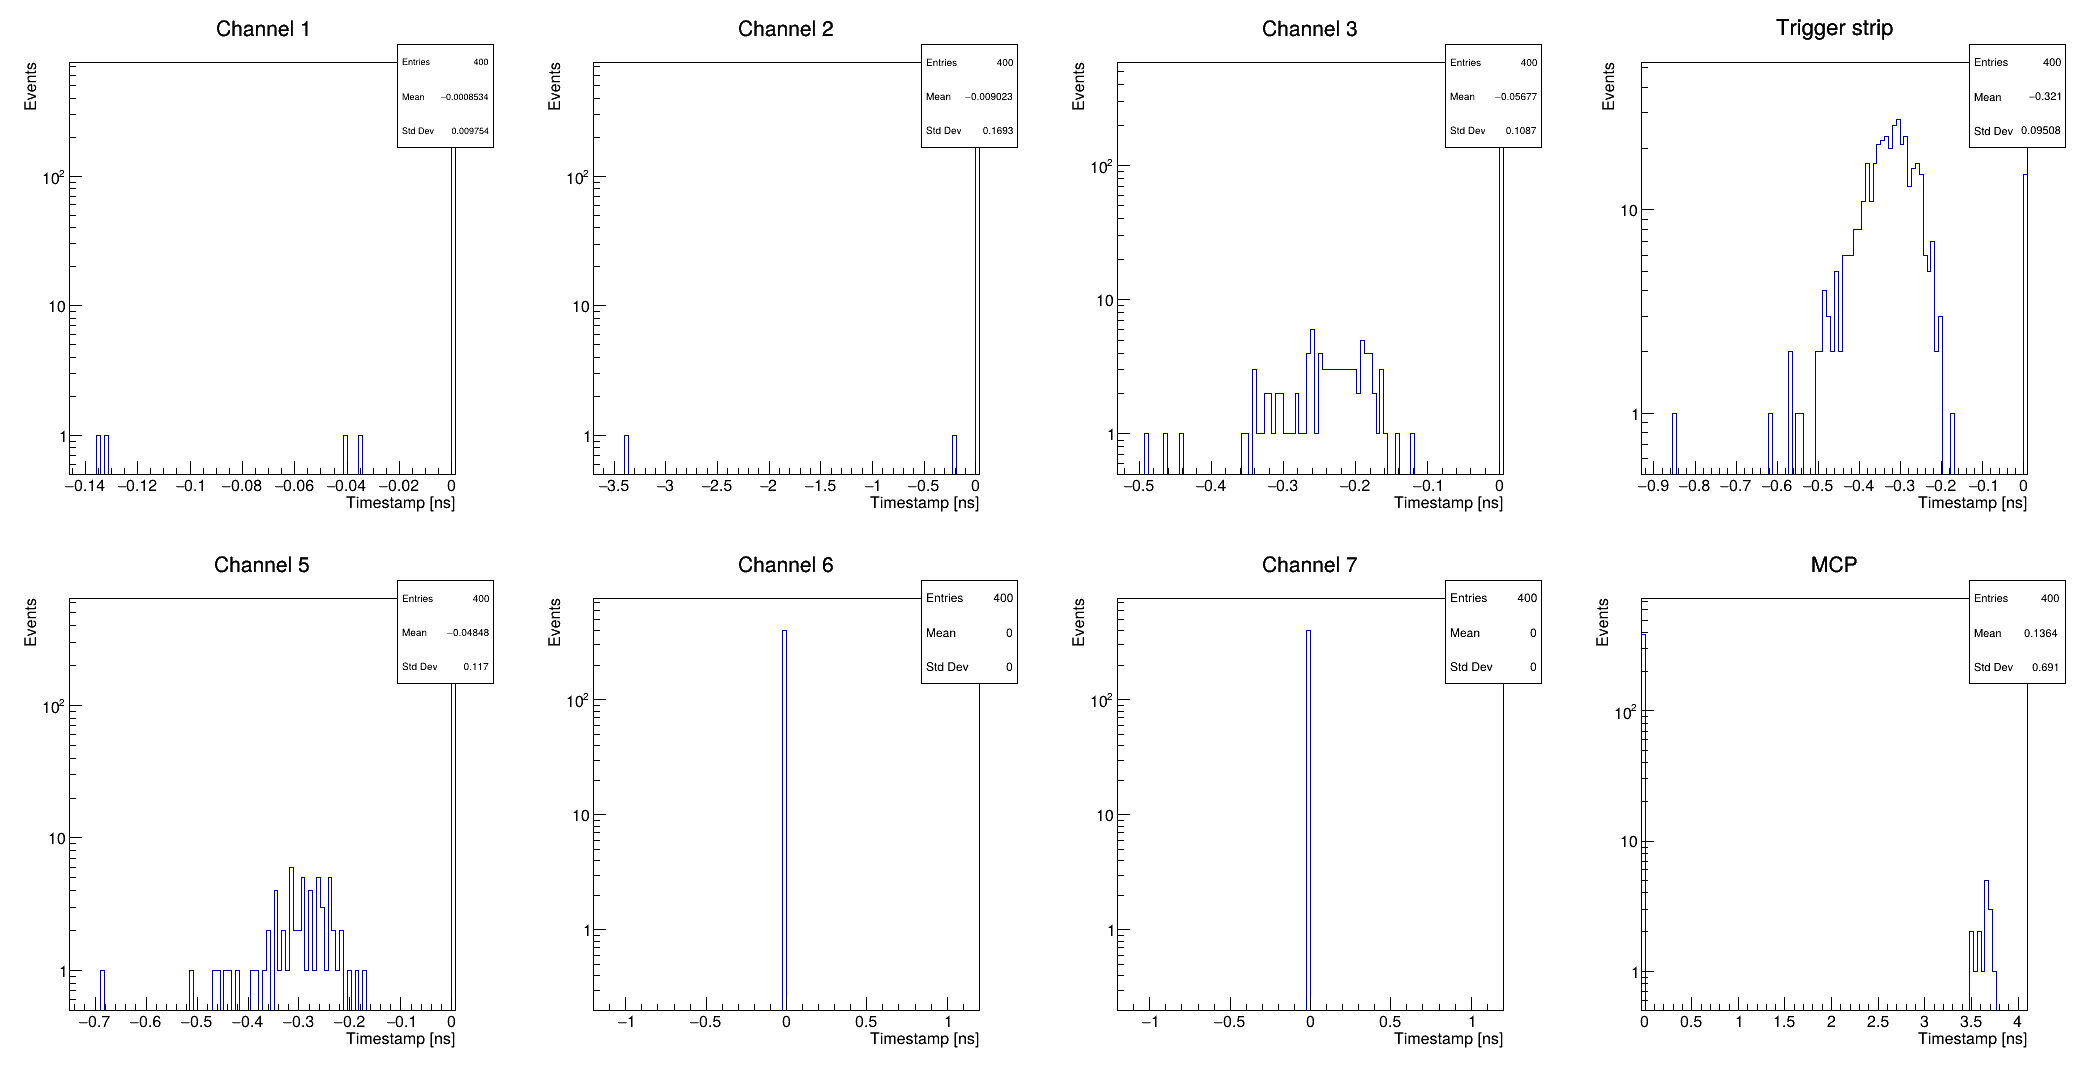 Channel 1
Entries 400
Mean −0.0008534
Std Dev 0.009754
Events
10²
10
1
−0.14 −0.12 −0.1 −0.08 −0.06 −0.04 −0.02 0
Timestamp [ns]
Channel 2
Entries 400
Mean −0.009023
Std Dev 0.1693
Events
10²
10
1
−3.5 −3 −2.5 −2 −1.5 −1 −0.5 0
Timestamp [ns]
Channel 3
Entries 400
Mean −0.05677
Std Dev 0.1087
Events
10²
10
1
−0.5 −0.4 −0.3 −0.2 −0.1 0
Timestamp [ns]
Trigger strip
Entries 400
Mean −0.321
Std Dev 0.09508
Events
10
1
−0.9 −0.8 −0.7 −0.6 −0.5 −0.4 −0.3 −0.2 −0.1 0
Timestamp [ns]
Channel 5
Entries 400
Mean −0.04848
Std Dev 0.117
Events
10²
10
1
−0.7 −0.6 −0.5 −0.4 −0.3 −0.2 −0.1 0
Timestamp [ns]
Channel 6
Entries 400
Mean 0
Std Dev 0
Events
10²
10
1
−1 −0.5 0 0.5 1
Timestamp [ns]
Channel 7
Entries 400
Mean 0
Std Dev 0
Events
10²
10
1
−1 −0.5 0 0.5 1
Timestamp [ns]
MCP
Entries 400
Mean 0.1364
Std Dev 0.691
Events
10²
10
1
0 0.5 1 1.5 2 2.5 3 3.5 4
Timestamp [ns]